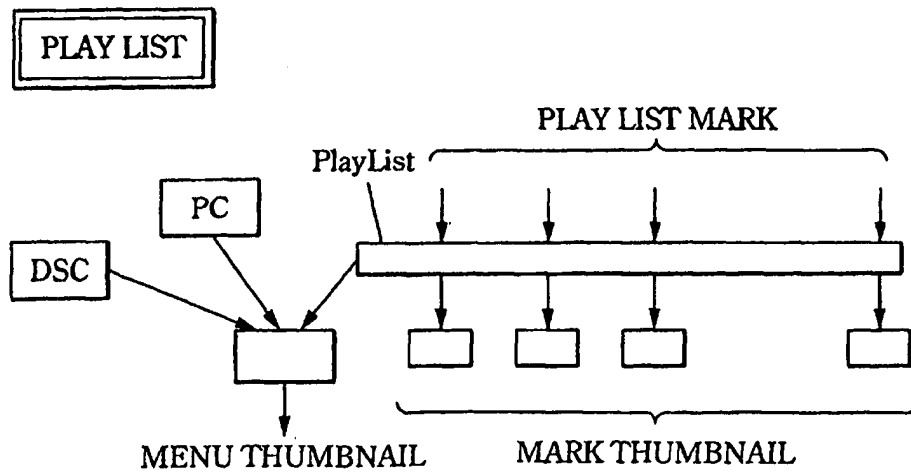 PLAY LIST
PLAY LIST MARK
PlayList
PC
DSC
MENU THUMBNAIL
MARK THUMBNAIL